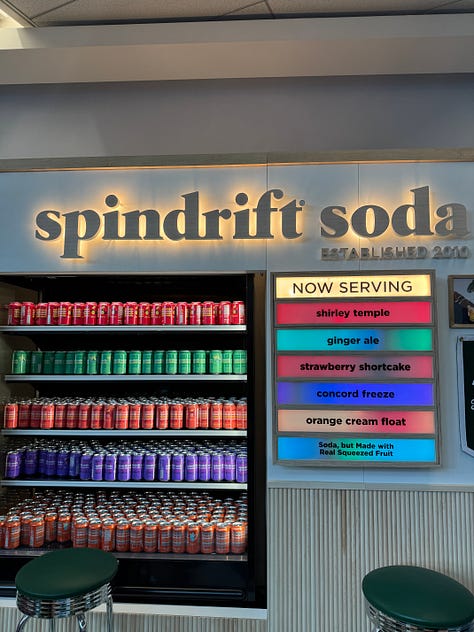 spindrift® soda
ESTABLISHED 2010
NOW SERVING
shirley temple
ginger ale
strawberry shortcake
concord freeze
orange cream float
Soda, but Made with
Real Squeezed Fruit